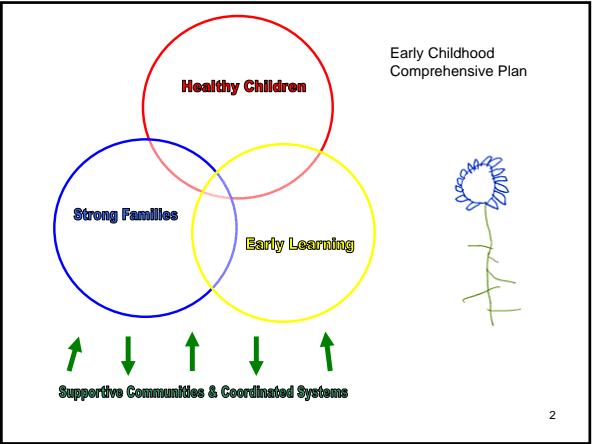 Early Childhood
Comprehensive Plan
Healthy Children
Strong Families
Early Learning
Supportive Communities & Coordinated Systems
2